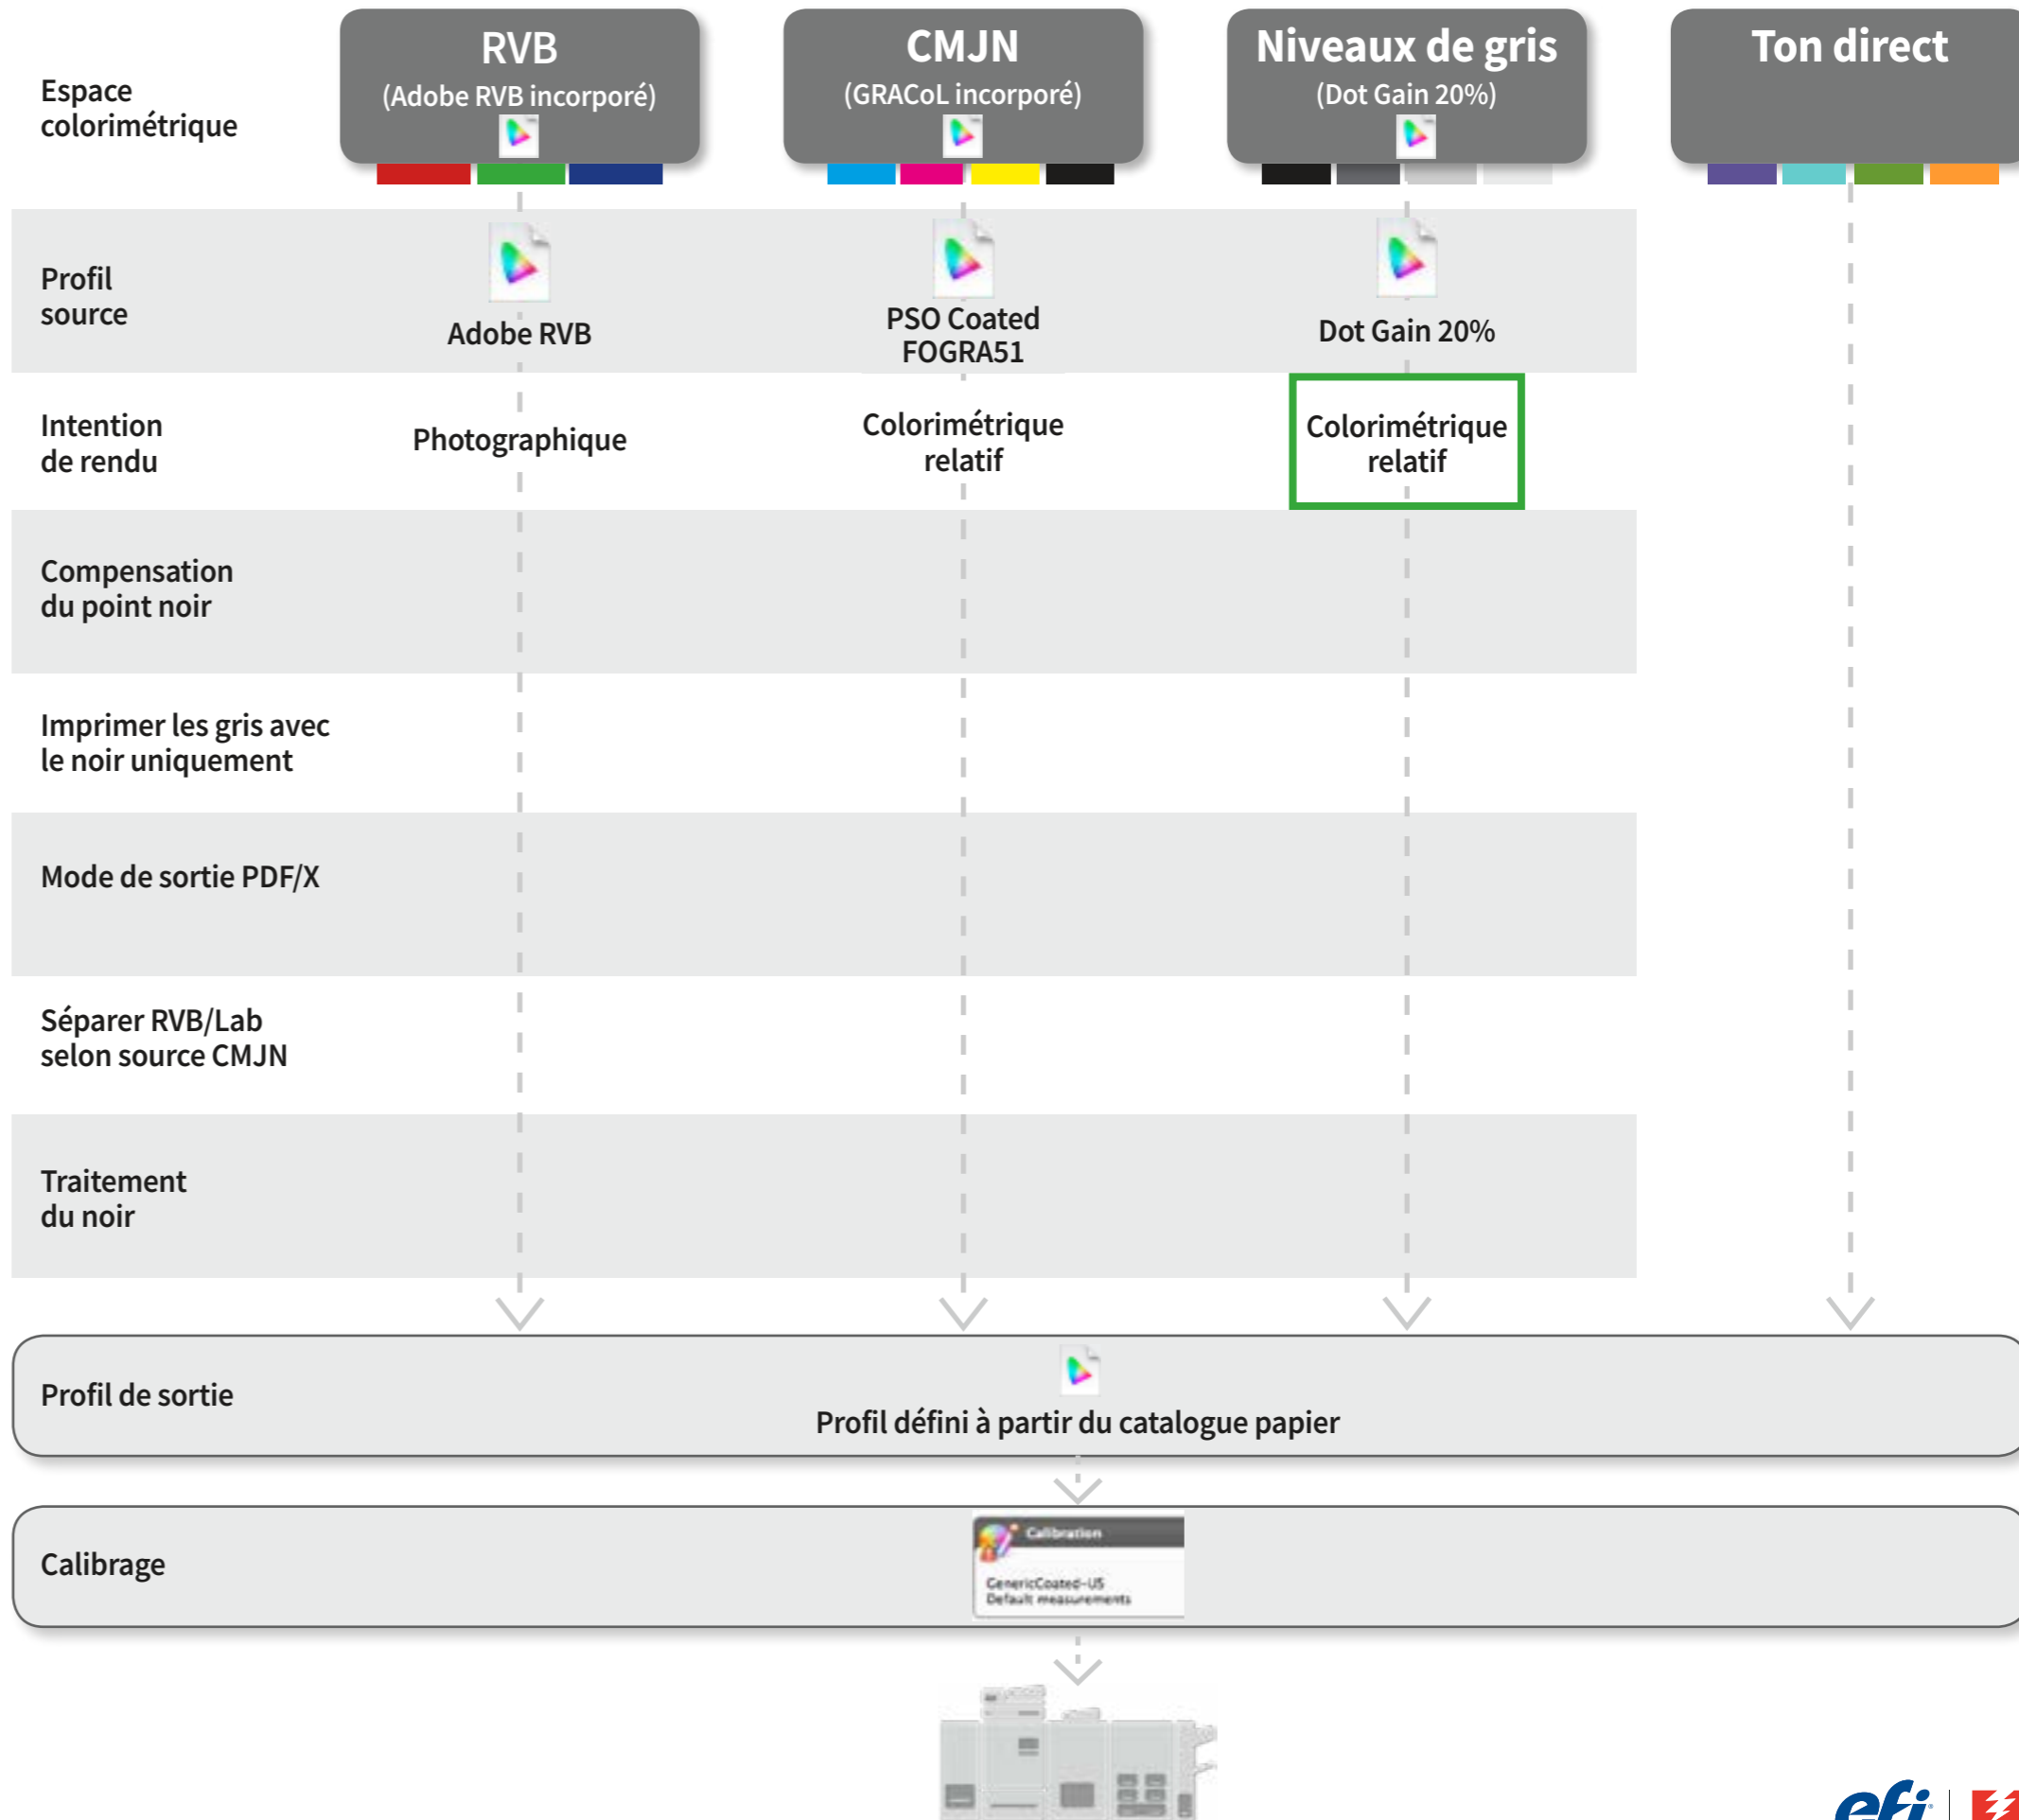 Espace
colorimétrique
RVB
(Adobe RVB incorporé)
CMJN
(GRACoL incorporé)
Niveaux de gris
(Dot Gain 20%)
Ton direct
Profil
source
Adobe RVB
PSO Coated
FOGRA51
Dot Gain 20%
Intention
de rendu
Photographique
Colorimétrique
relatif
Colorimétrique
relatif
Compensation
du point noir
Imprimer les gris avec
le noir uniquement
Mode de sortie PDF/X
Séparer RVB/Lab
selon source CMJN
Traitement
du noir
Profil de sortie
Profil défini à partir du catalogue papier
Calibrage
Calibration
GenericCoated-US
Default measurements
efi